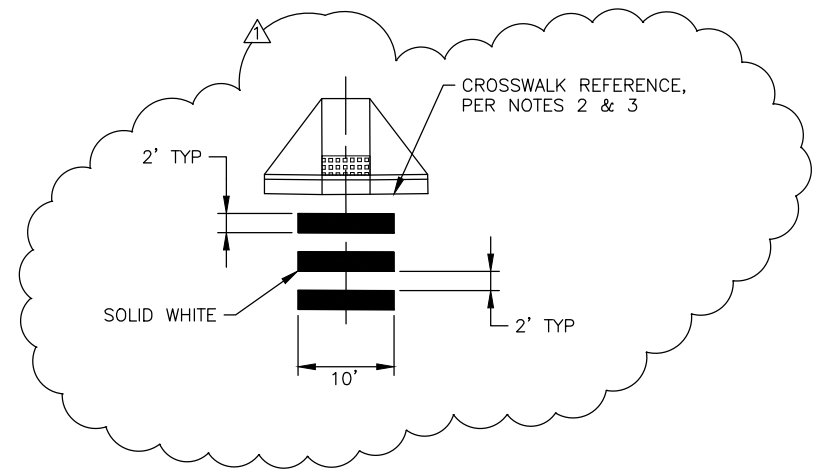 1
CROSSWALK REFERENCE,
PER NOTES 2 & 3
2' TYP
SOLID WHITE
2' TYP
10'